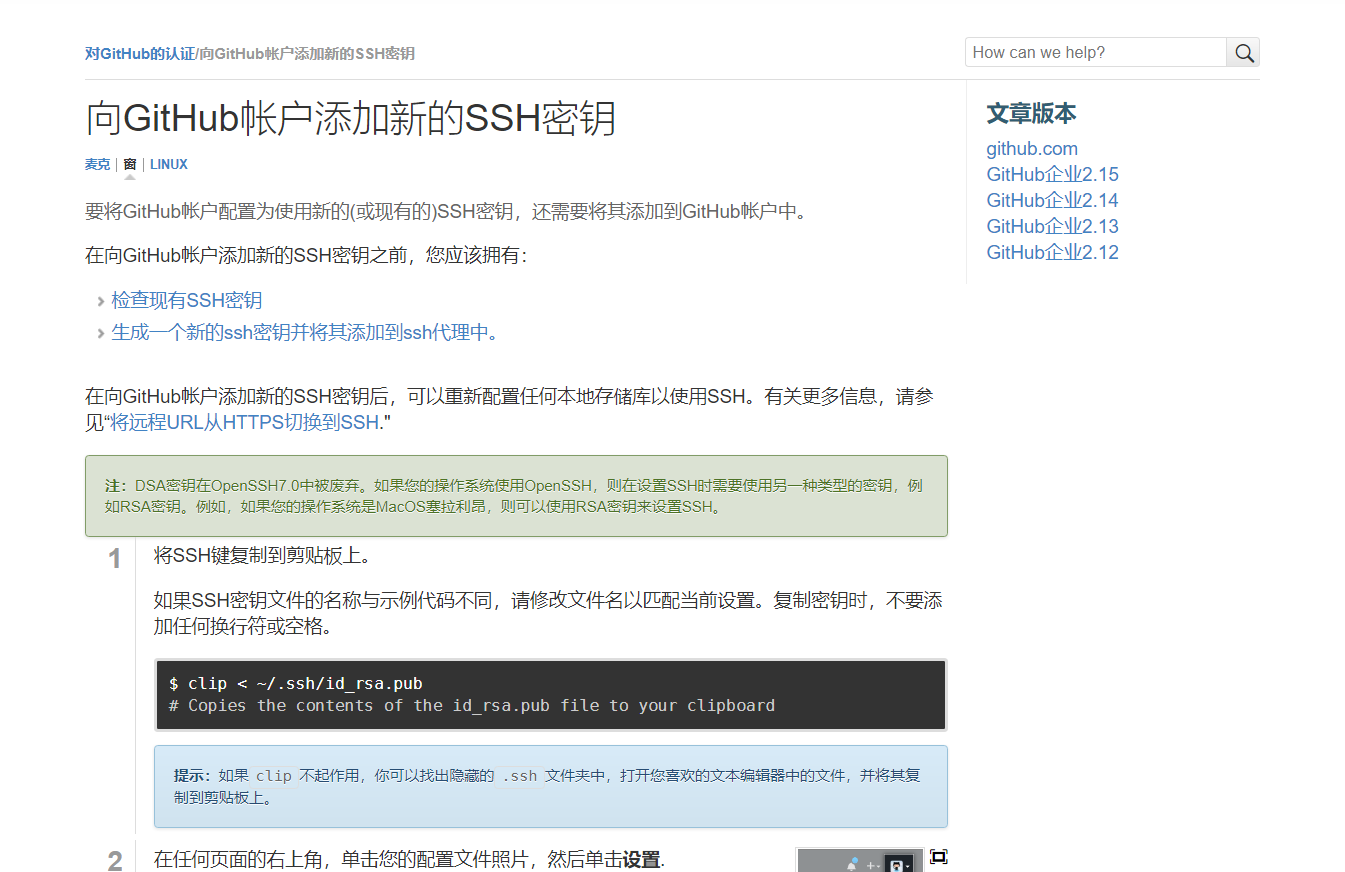 对GitHub的认证/向GitHub帐户添加新的SSH密钥
How can we help?
向GitHub帐户添加新的SSH密钥
麦克 | 窗 | LINUX
要将GitHub帐户配置为使用新的(或现有的)SSH密钥，还需要将其添加到GitHub帐户中。
在向GitHub帐户添加新的SSH密钥之前，您应该拥有：
检查现有SSH密钥
生成一个新的ssh密钥并将其添加到ssh代理中。
在向GitHub帐户添加新的SSH密钥后，可以重新配置任何本地存储库以使用SSH。有关更多信息，请参
见“将远程URL从HTTPS切换到SSH."
注：DSA密钥在OpenSSH7.0中被废弃。如果您的操作系统使用OpenSSH，则在设置SSH时需要使用另一种类型的密钥，例
如RSA密钥。例如，如果您的操作系统是MacOS塞拉利昂，则可以使用RSA密钥来设置SSH。
1
将SSH键复制到剪贴板上。
如果SSH密钥文件的名称与示例代码不同，请修改文件名以匹配当前设置。复制密钥时，不要添
加任何换行符或空格。
$ clip < ~/.ssh/id_rsa.pub
# Copies the contents of the id_rsa.pub file to your clipboard
提示：如果 clip 不起作用，你可以找出隐藏的 .ssh 文件夹中，打开您喜欢的文本编辑器中的文件，并将其复
制到剪贴板上。
2
在任何页面的右上角，单击您的配置文件照片，然后单击设置.
文章版本
github.com
GitHub企业2.15
GitHub企业2.14
GitHub企业2.13
GitHub企业2.12